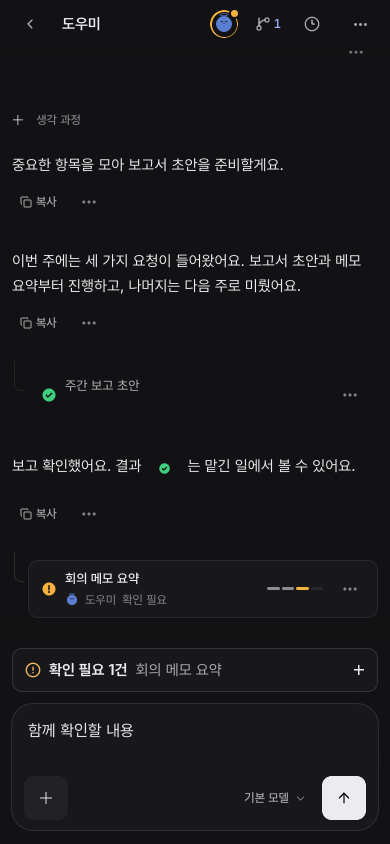 도우미
1
생각 과정
중요한 항목을 모아 보고서 초안을 준비할게요.
복사
이번 주에는 세 가지 요청이 들어왔어요. 보고서 초안과 메모
요약부터 진행하고, 나머지는 다음 주로 미뤘어요.
복사
주간 보고 초안
보고 확인했어요. 결과 는 맡긴 일에서 볼 수 있어요.
복사
회의 메모 요약
도우미 확인 필요
확인 필요 1건 회의 메모 요약
함께 확인할 내용
기본 모델